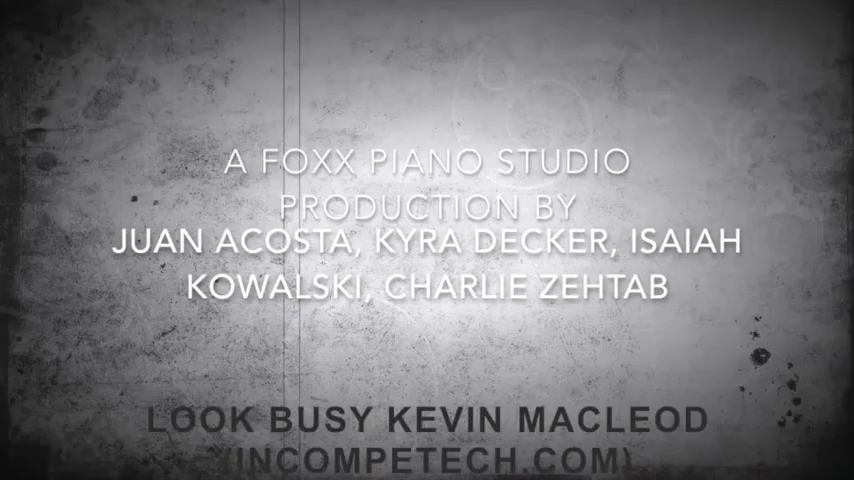 A FOXX PIANO STUDIO
PRODUCTION BY
JUAN ACOSTA, KYRA DECKER, ISAIAH
KOWALSKI, CHARLIE ZEHTAB
LOOK BUSY KEVIN MACLEOD
(INCOMPETECH.COM)